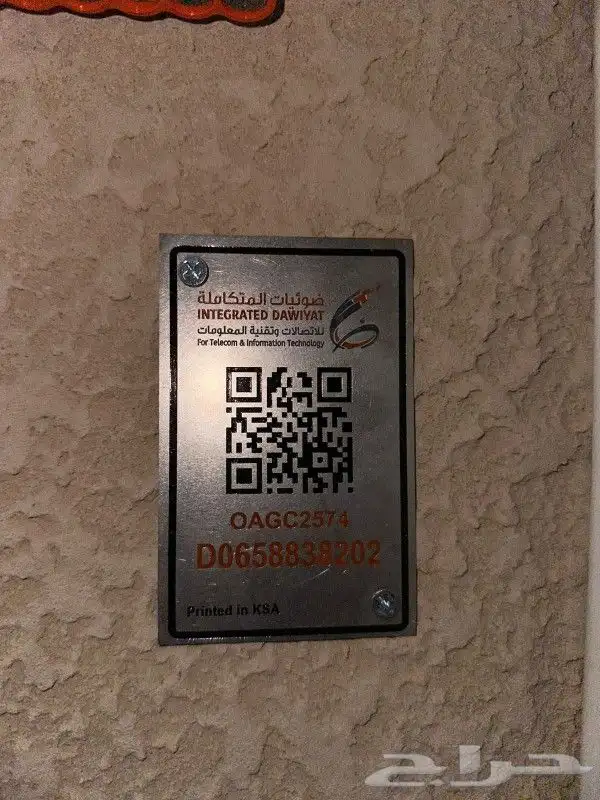 ضوئيات المتكاملة
INTEGRATED DAWIYAT
للاتصالات وتقنية المعلومات
For Telecom & Information Technology
OAGC2574
D0658838202
Printed in KSA
حراج